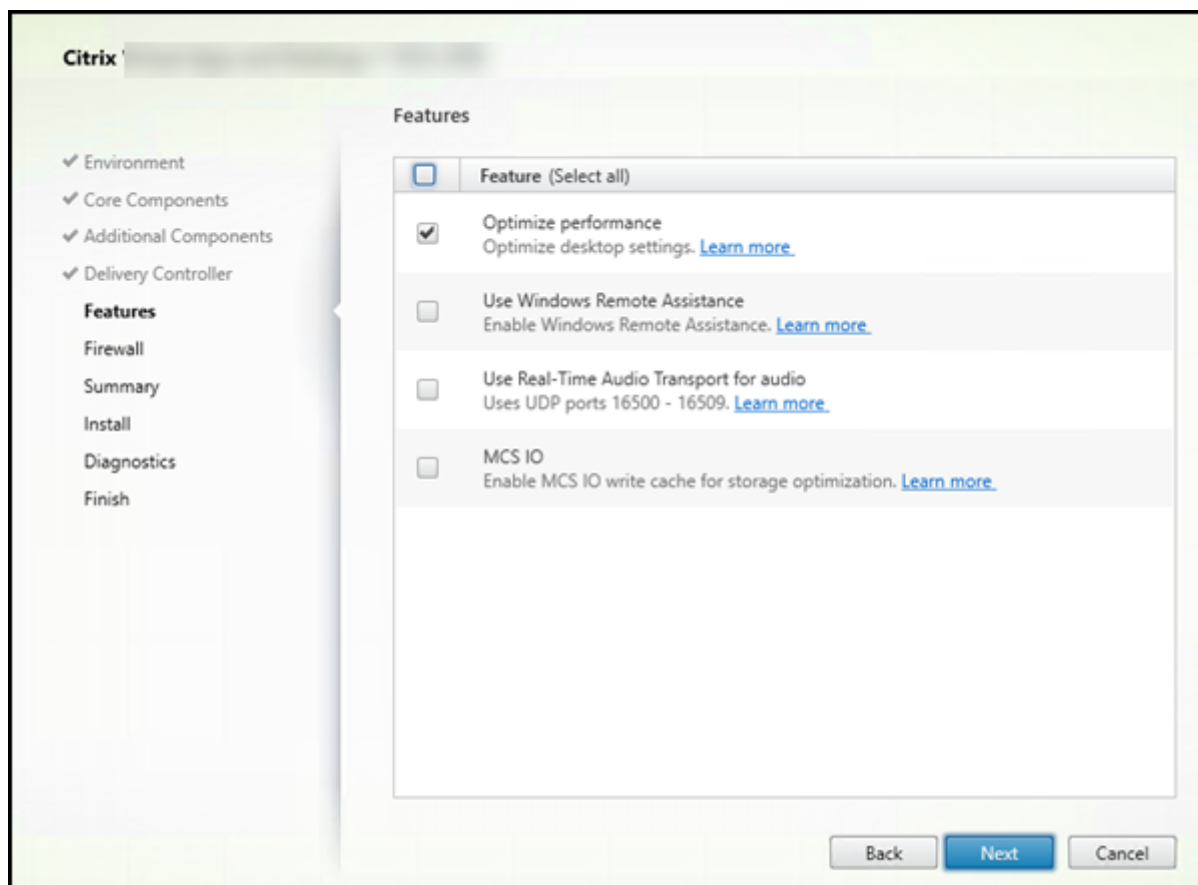 Citrix
Features
Environment
Core Components
Additional Components
Delivery Controller
Features
Firewall
Summary
Install
Diagnostics
Finish
Feature (Select all)
Optimize performance
Optimize desktop settings. Learn more
Use Windows Remote Assistance
Enable Windows Remote Assistance. Learn more
Use Real-Time Audio Transport for audio
Uses UDP ports 16500 - 16509. Learn more
MCS IO
Enable MCS IO write cache for storage optimization. Learn more
Back
Next
Cancel